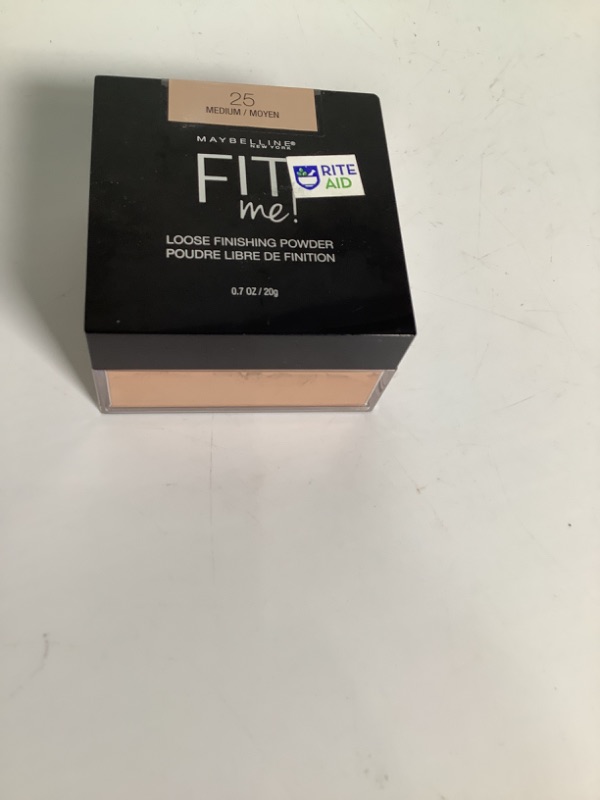 25
MEDIUM / MOYEN
MAYBELLINE®
NEW YORK
FIT
me!
RITE
AID
LOOSE FINISHING POWDER
POUDRE LIBRE DE FINITION
0.7 OZ / 20g